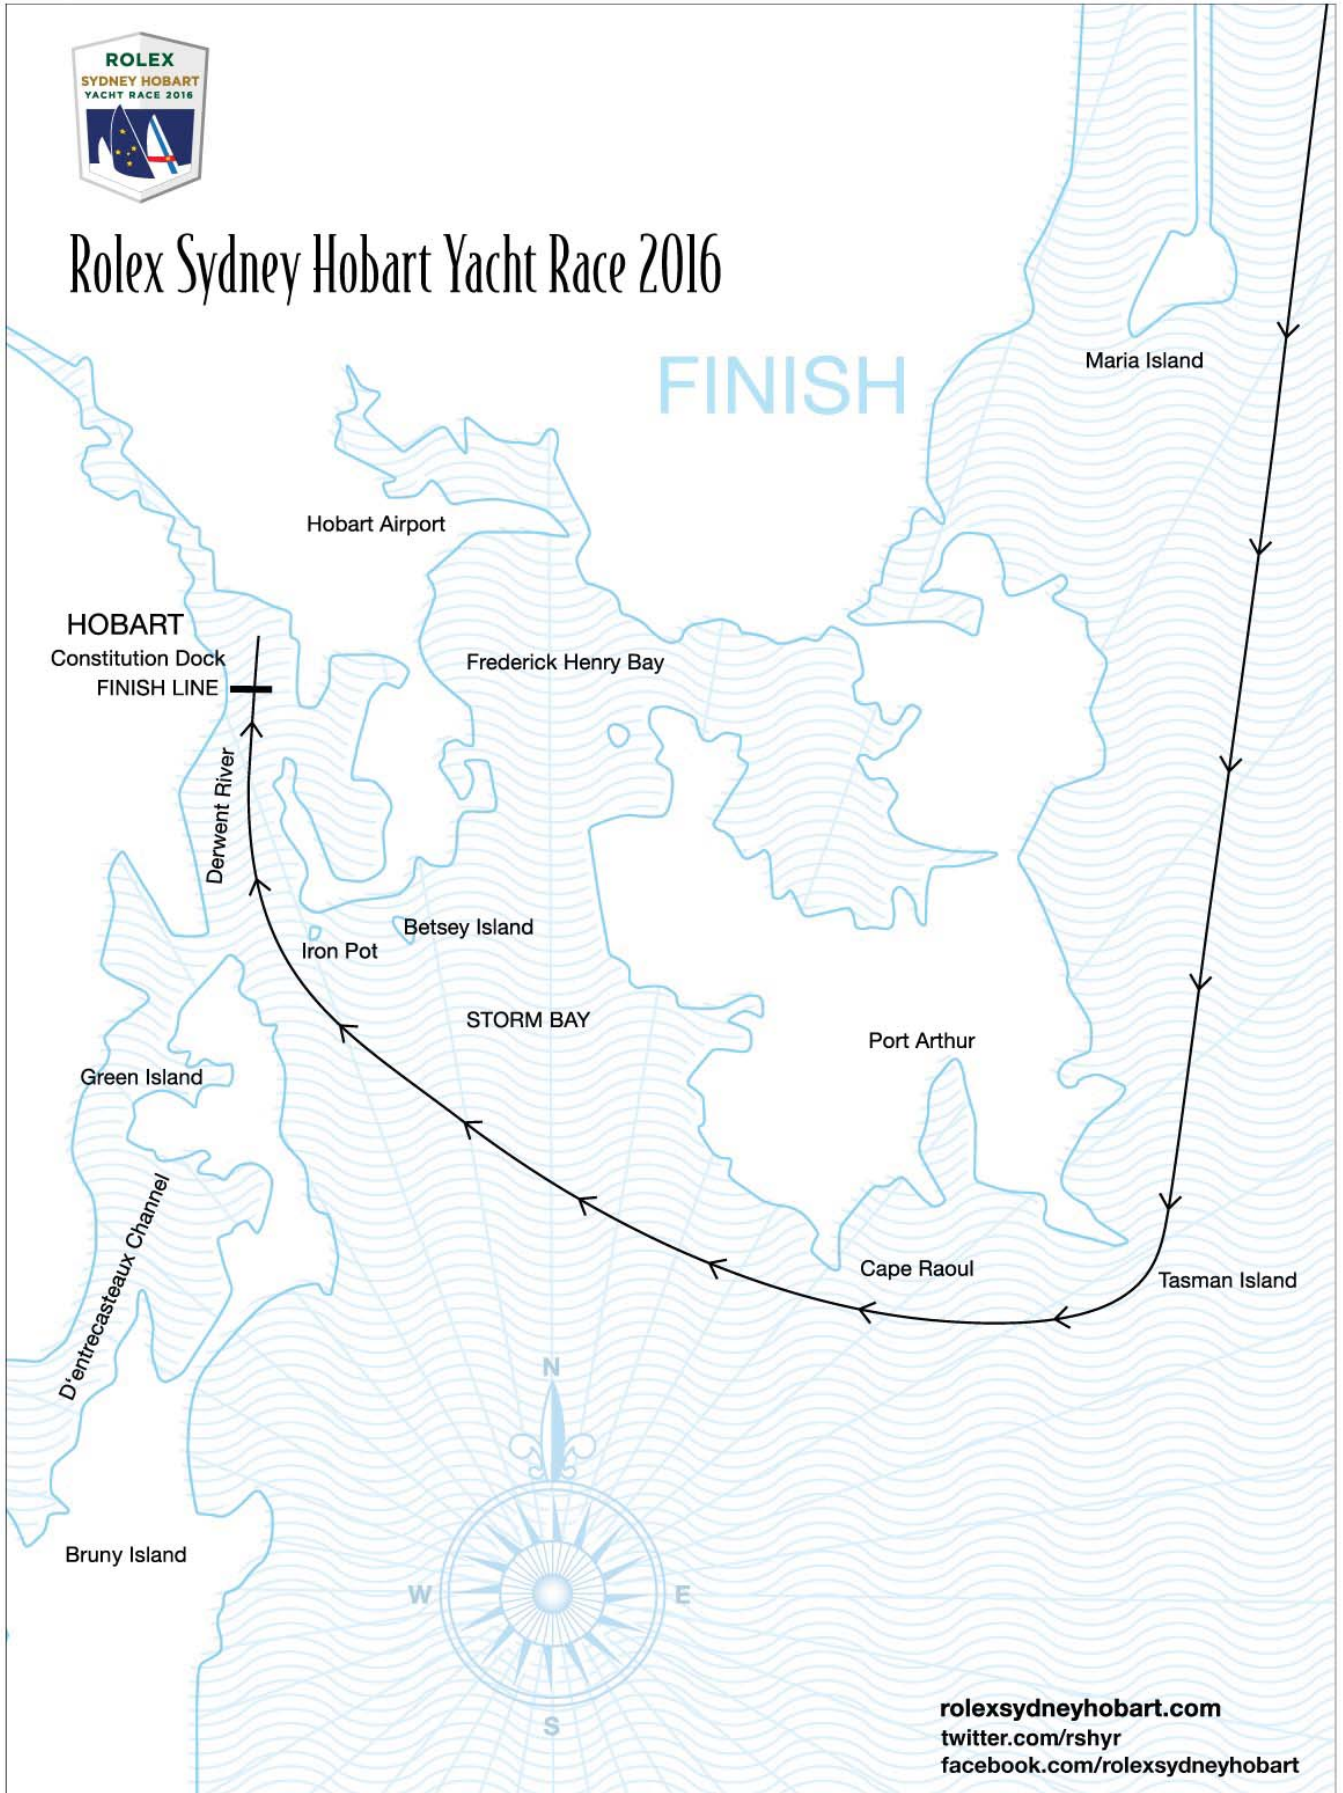 ROLEX
SYDNEY HOBART
YACHT RACE 2016
Rolex Sydney Hobart Yacht Race 2016
FINISH
Maria Island
Hobart Airport
HOBART
Constitution Dock
FINISH LINE
Frederick Henry Bay
Derwent River
Betsey Island
Iron Pot
STORM BAY
Port Arthur
Green Island
D'entrecasteaux Channel
Cape Raoul
Tasman Island
N
W
E
S
Bruny Island
rolexsydneyhobart.com
twitter.com/rshyr
facebook.com/rolexsydneyhobart